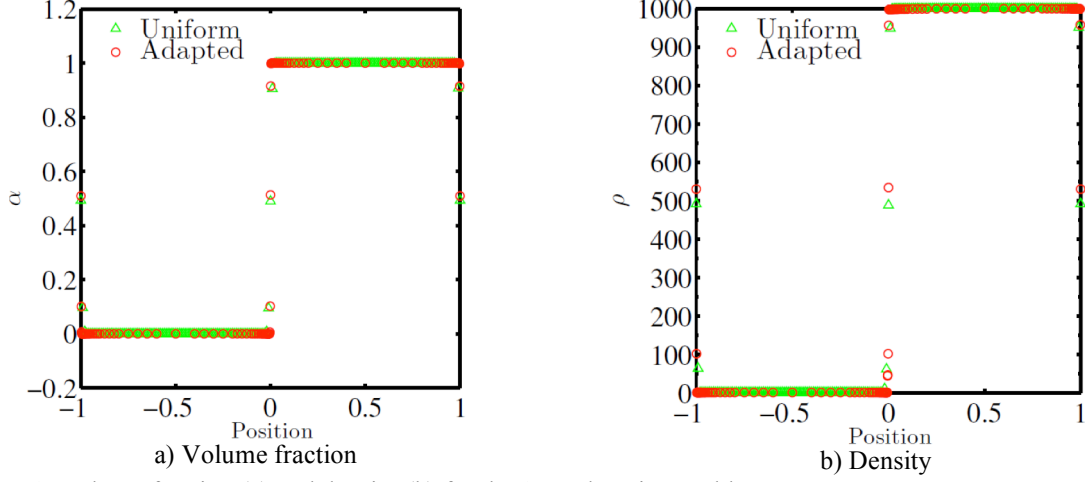 1.2
1
0.8
0.6
0.4
0.2
0
−0.2
α
Uniform
Adapted
−1
−0.5
0
0.5
1
Position
a) Volume fraction
1000
900
800
700
600
500
400
300
200
100
0
ρ
Uniform
Adapted
−1
−0.5
0
0.5
1
Position
b) Density